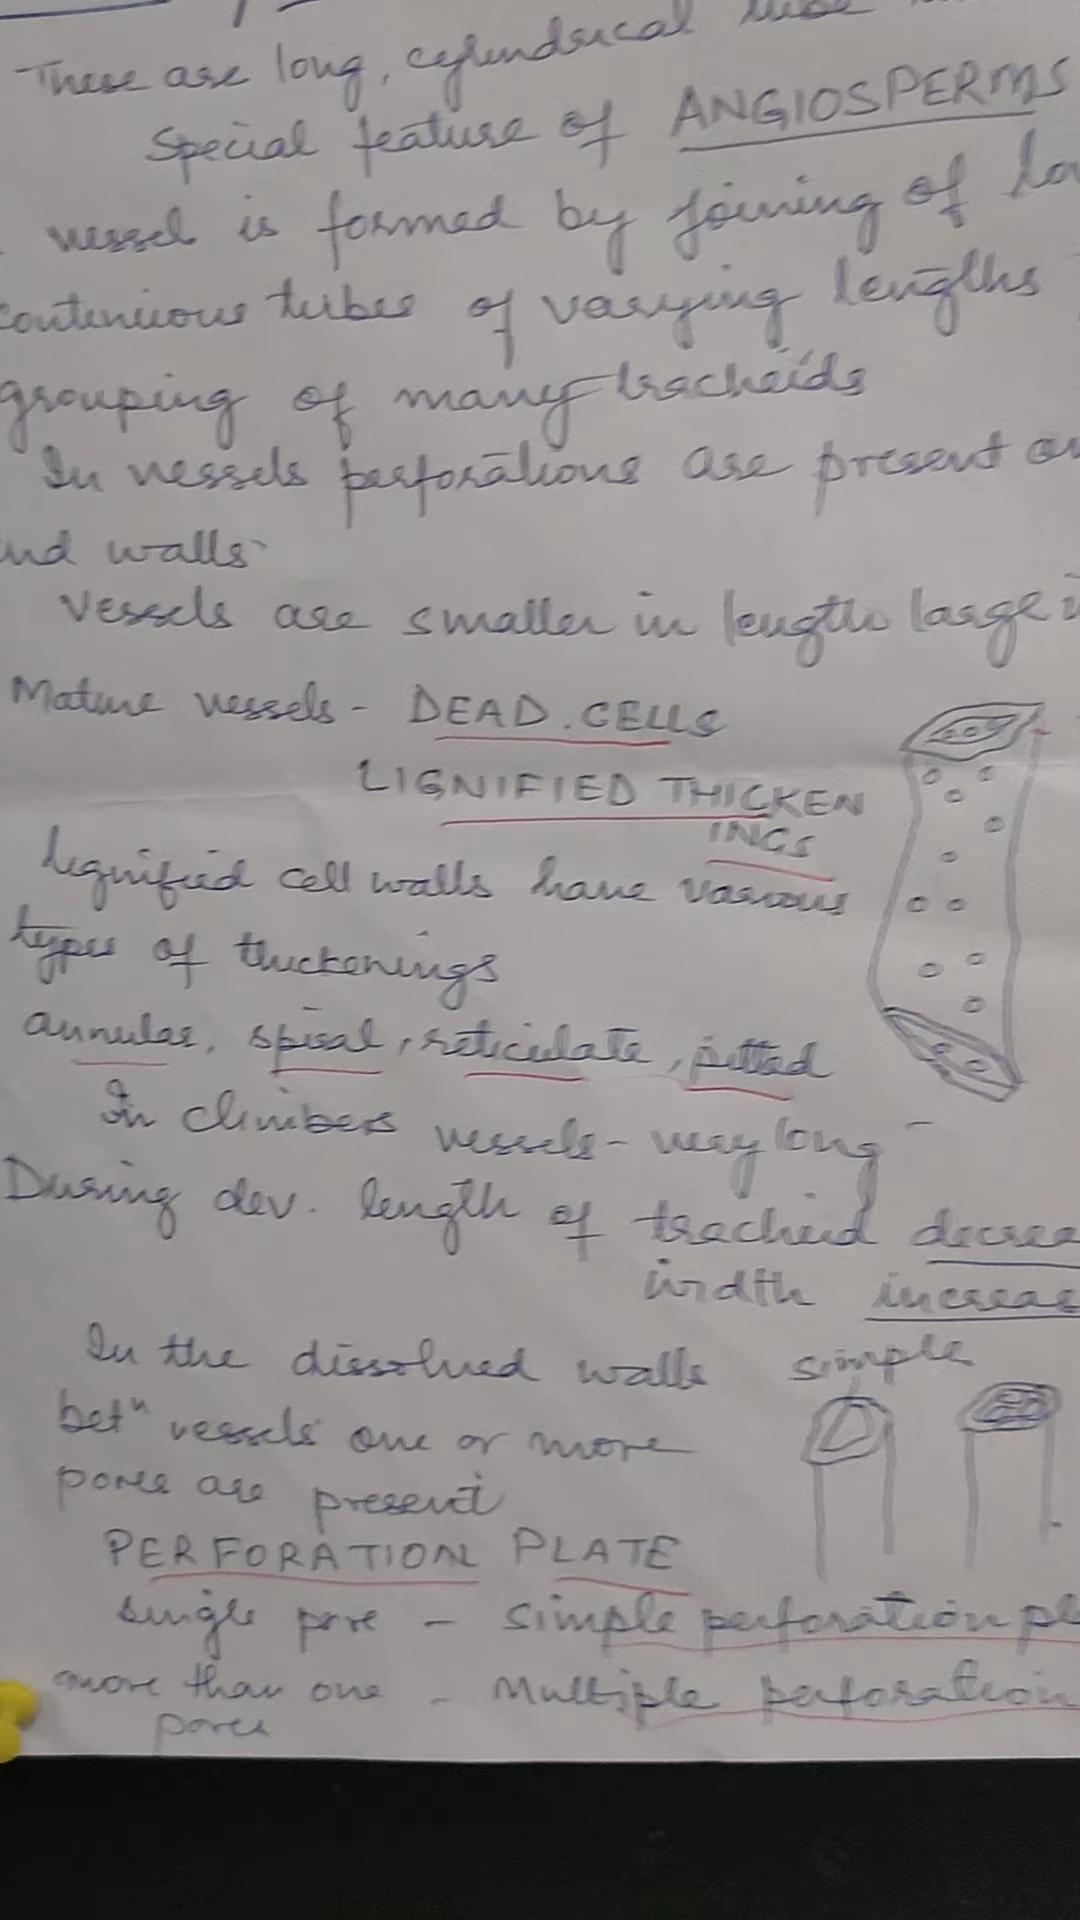 These are long, cylindrical tube
Special feature of ANGIOSPERMS
vessel is formed by joining of
contenuous tubes of varying lengths
grouping of many tracheids
In vessels perforations are present
walls
Vessels are smaller in length large
Mature vessels - DEAD. CELLS
LIGNIFIED THICKEN
INGS
lignified cell walls have various
types of thickenings
annular, spiral, reticulate, pitted
In climbers vessels - very long -
During dev. length of tracheid decrea
width increas
In the dissolved walls simple
betⁿ vessels one or more
pores are present
PERFORATION PLATE
single pore - simple perforation pl
more than one - Multiple perforation
pores